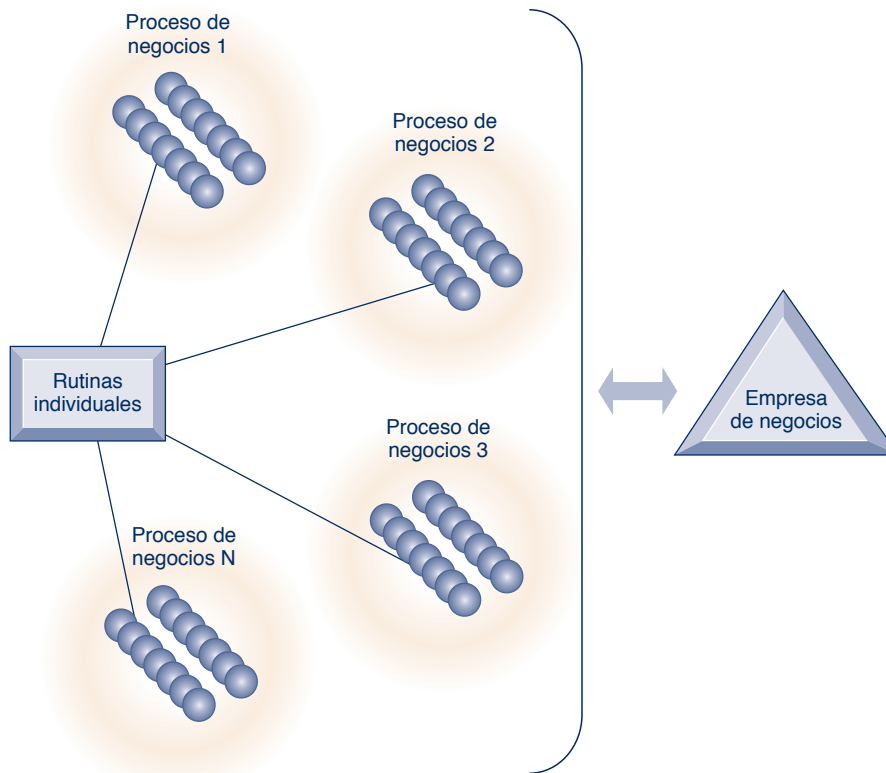 Proceso de
negocios 1
Proceso de
negocios 2
Rutinas
individuales
Empresa
de negocios
Proceso de
negocios 3
Proceso de
negocios N